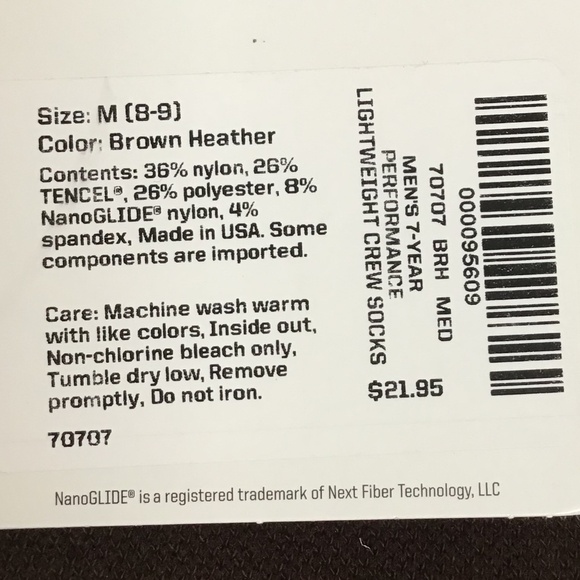 Size: M (8-9)
Color: Brown Heather
Contents: 36% nylon, 26%
TENCEL®, 26% polyester, 8%
NanoGLIDE® nylon, 4%
spandex, Made in USA. Some
components are imported.
Care: Machine wash warm
with like colors, Inside out,
Non-chlorine bleach only,
Tumble dry low, Remove
promptly, Do not iron.
70707
000095609
70707 BRH MED
MEN'S 7-YEAR
PERFORMANCE
LIGHTWEIGHT CREW SOCKS
$21.95
NanoGLIDE® is a registered trademark of Next Fiber Technology, LLC